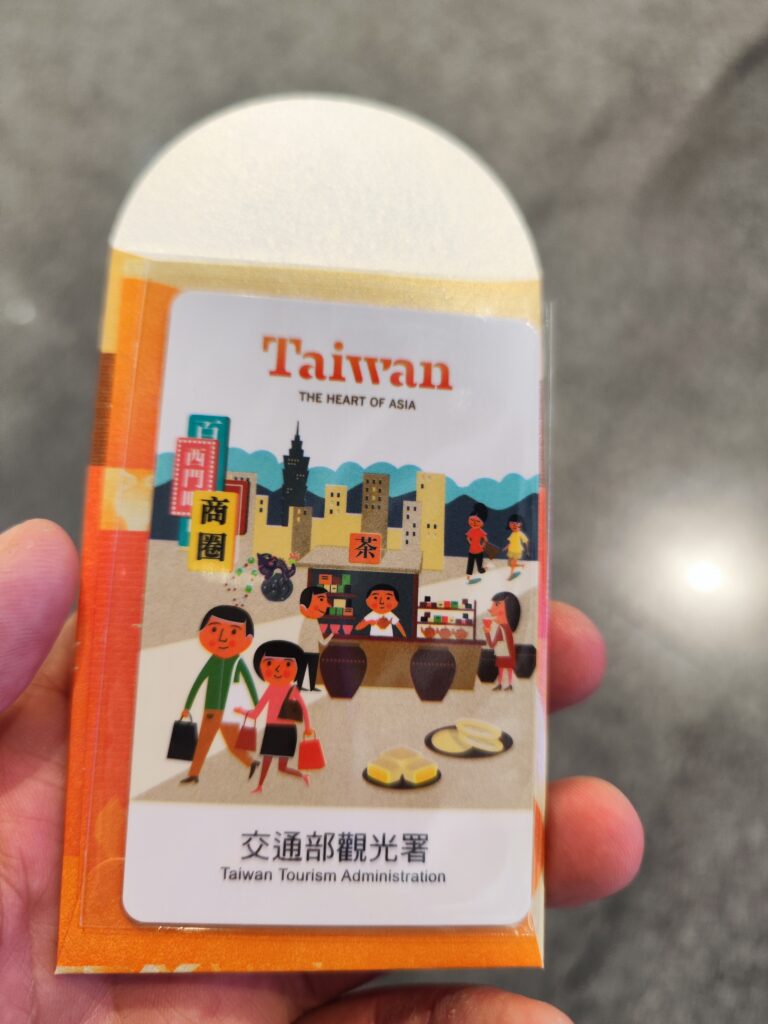 Taiwan
THE HEART OF ASIA
百
西門町
商圈
茶
交通部觀光署
Taiwan Tourism Administration